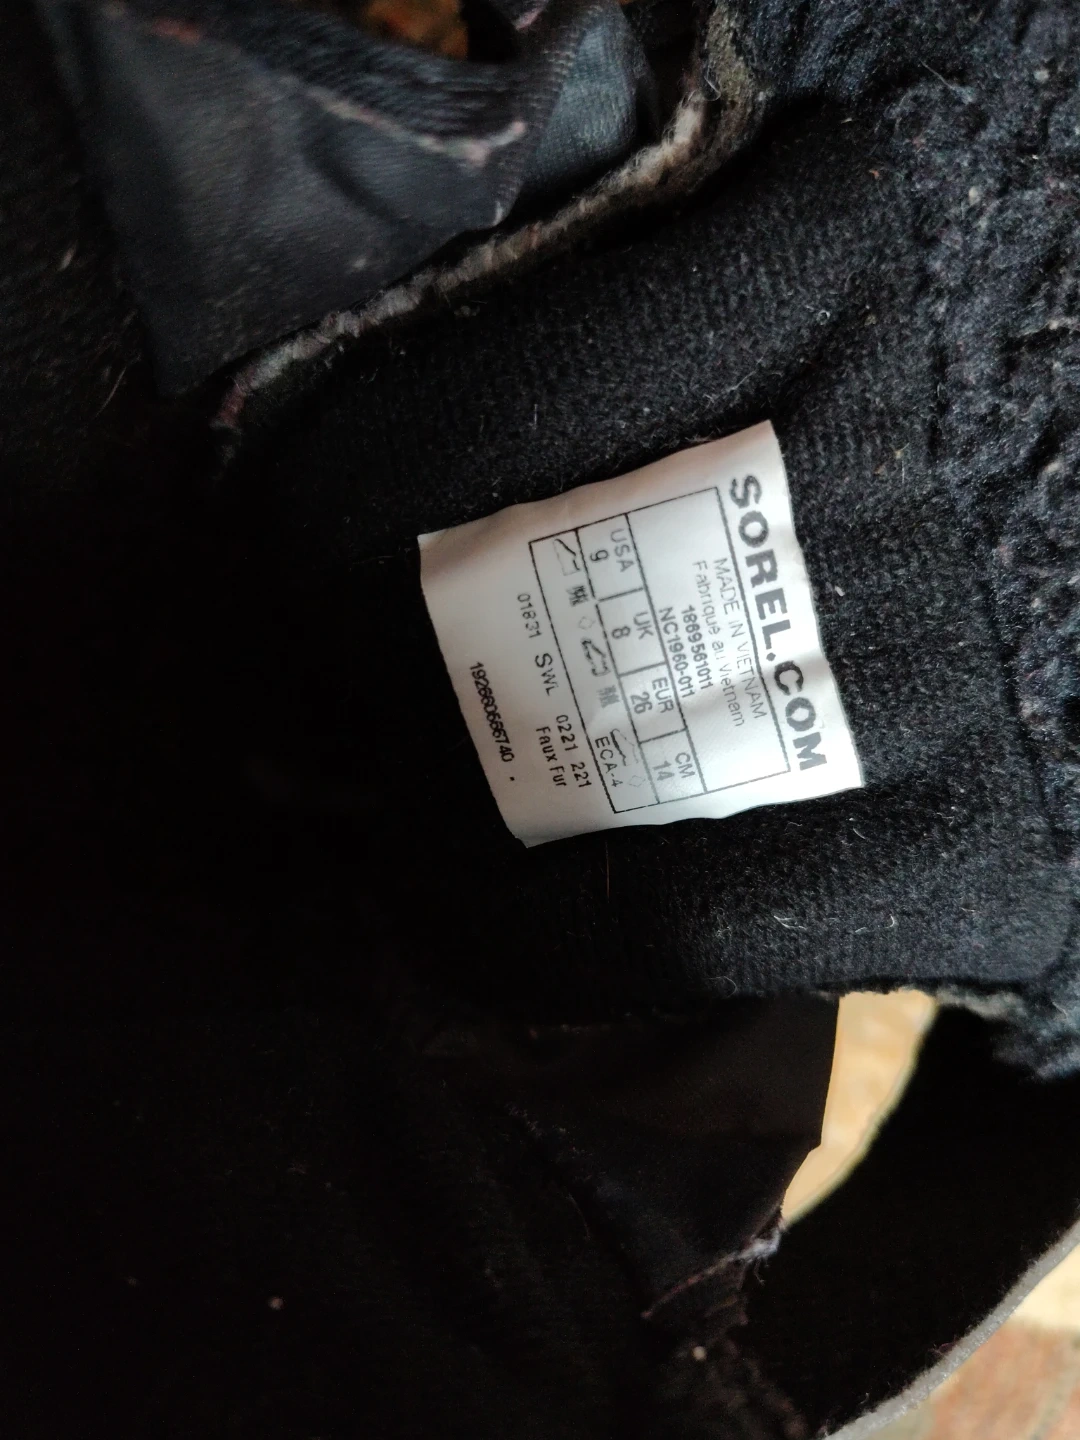 SOREL.COM
MADE IN VIETNAM
Fabrique au Vietnam
1869561011
NC1960-011
USA UK EUR CM
9 8 26 14
ECA-4
01831 SWL 0221 221
Faux Fur
192660666740